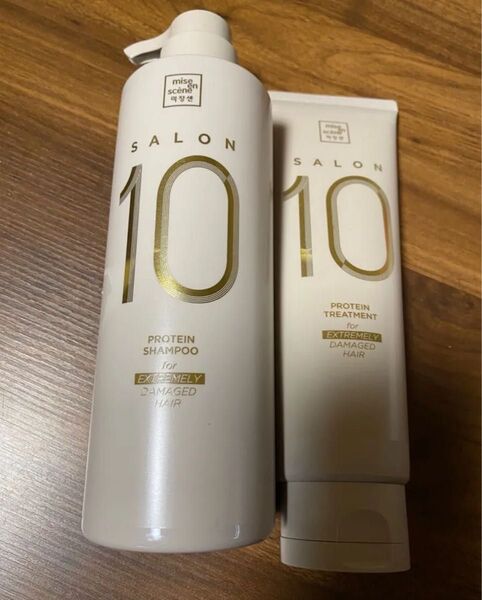 mise
en
scène
미장센
SALON
10
PROTEIN
SHAMPOO
for
EXTREMELY
DAMAGED
HAIR
mise
en
scène
미장센
SALON
10
PROTEIN
TREATMENT
for
EXTREMELY
DAMAGED
HAIR